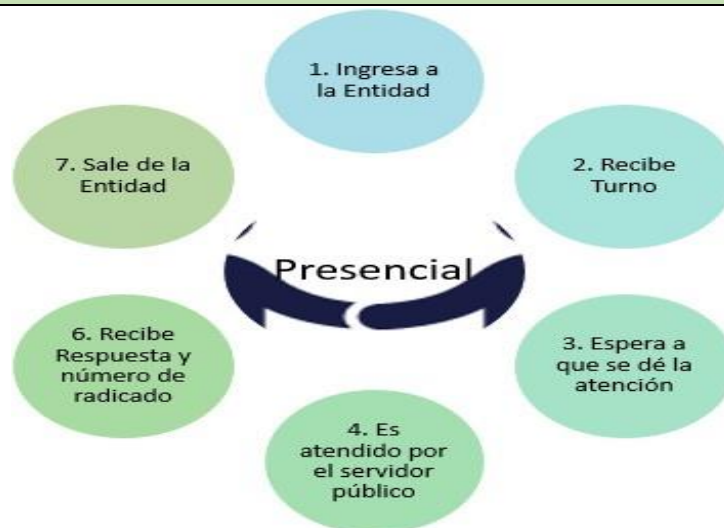 1. Ingresa a
la Entidad
2. Recibe
Turno
3. Espera a
que se dé la
atención
4. Es
atendido por
el servidor
público
6. Recibe
Respuesta y
número de
radicado
7. Sale de la
Entidad
Presencial